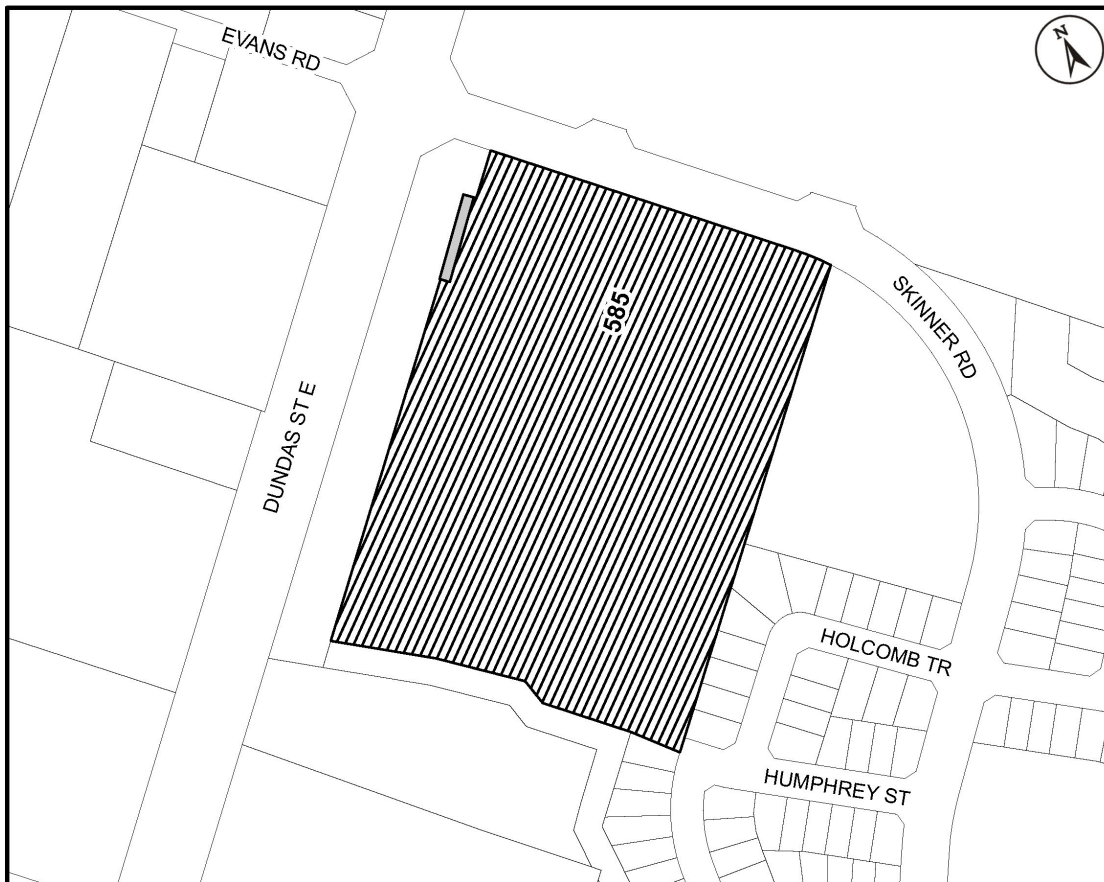 EVANS RD
N
585
SKINNER RD
DUNDAS ST E
HOLCOMB TR
HUMPHREY ST